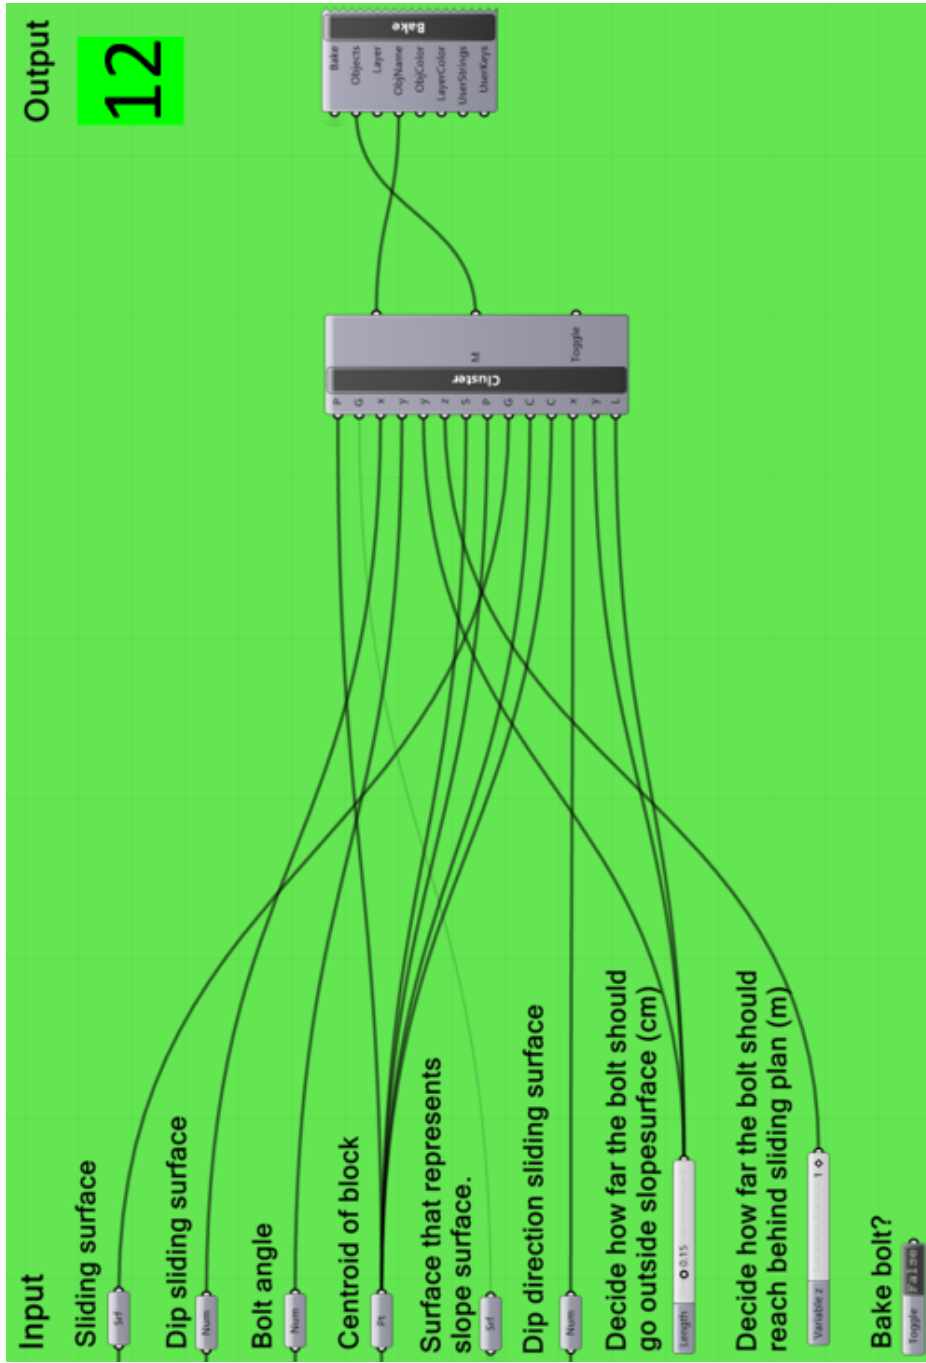 Input
Output
12
Sliding surface
Srf
Dip sliding surface
Num
Bolt angle
Num
Centroid of block
Pt
Surface that represents
slope surface.
Srf
Dip direction sliding surface
Num
Decide how far the bolt should
go outside slopesurface (cm)
Length 0.15
Decide how far the bolt should
reach behind sliding plan (m)
Variable z 1
Bake bolt?
Toggle False
P
G
x
y
y
z
S
P
G
C
C
x
y
L
Cluster
M
Toggle
Bake
Objects
Layer
ObjName
ObjColor
LayerColor
UserStrings
UserKeys
Bake